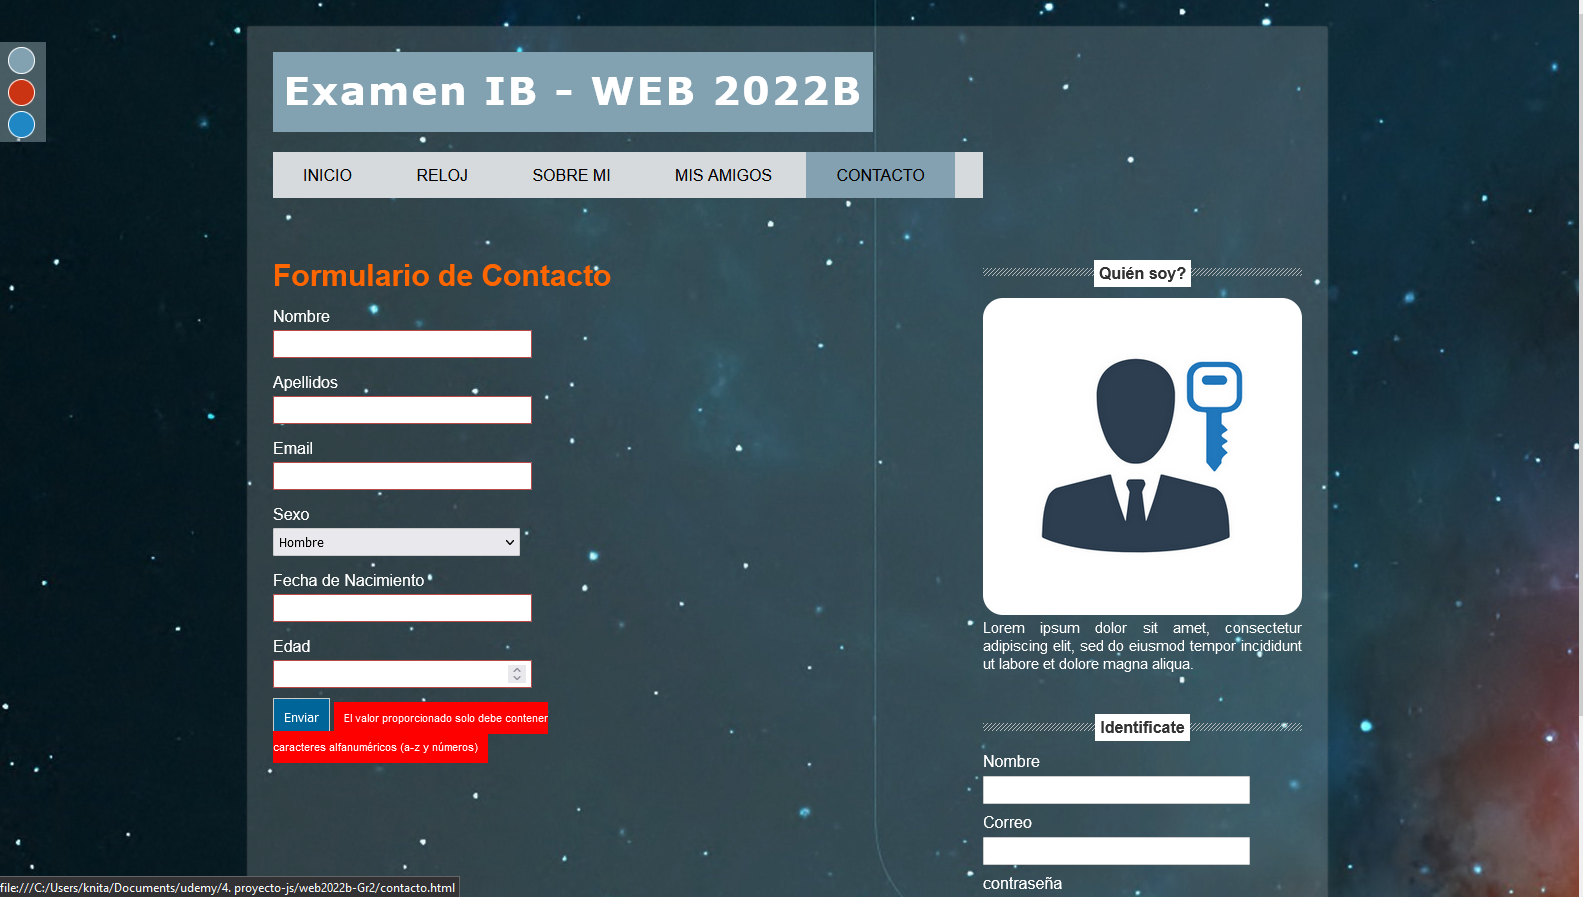 Examen IB - WEB 2022B
INICIO RELOJ SOBRE MI MIS AMIGOS CONTACTO
Formulario de Contacto
Nombre
Apellidos
Email
Sexo
Hombre
Fecha de Nacimiento
Edad
Enviar El valor proporcionado solo debe contener
caracteres alfanuméricos (a-z y números)
Quién soy?
Lorem ipsum dolor sit amet, consectetur
adipiscing elit, sed do eiusmod tempor incididunt
ut labore et dolore magna aliqua.
Identificate
Nombre
Correo
contraseña
file:///C:/Users/knita/Documents/udemy/4. proyecto-js/web2022b-Gr2/contacto.html